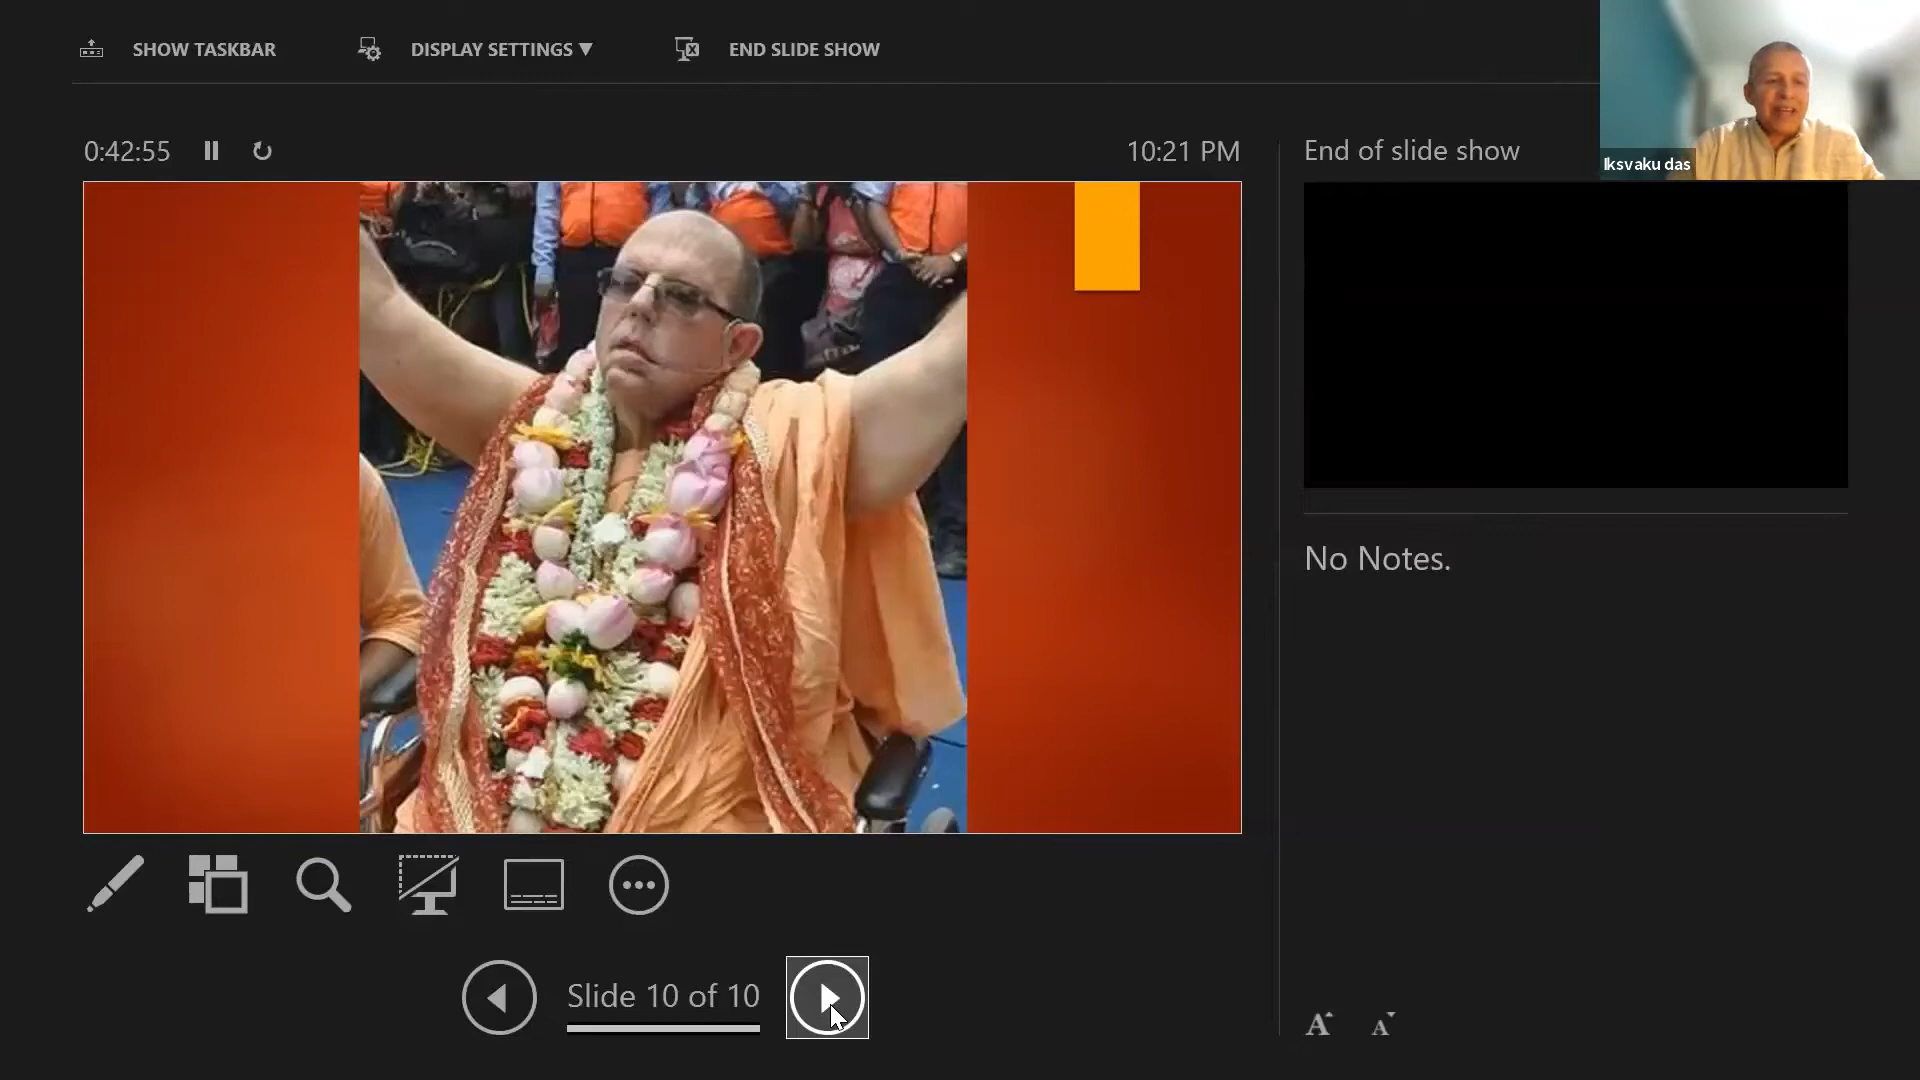 SHOW TASKBAR
DISPLAY SETTINGS ▼
END SLIDE SHOW
0:42:55
10:21 PM
End of slide show
Iksvaku das
No Notes.
Slide 10 of 10
A A